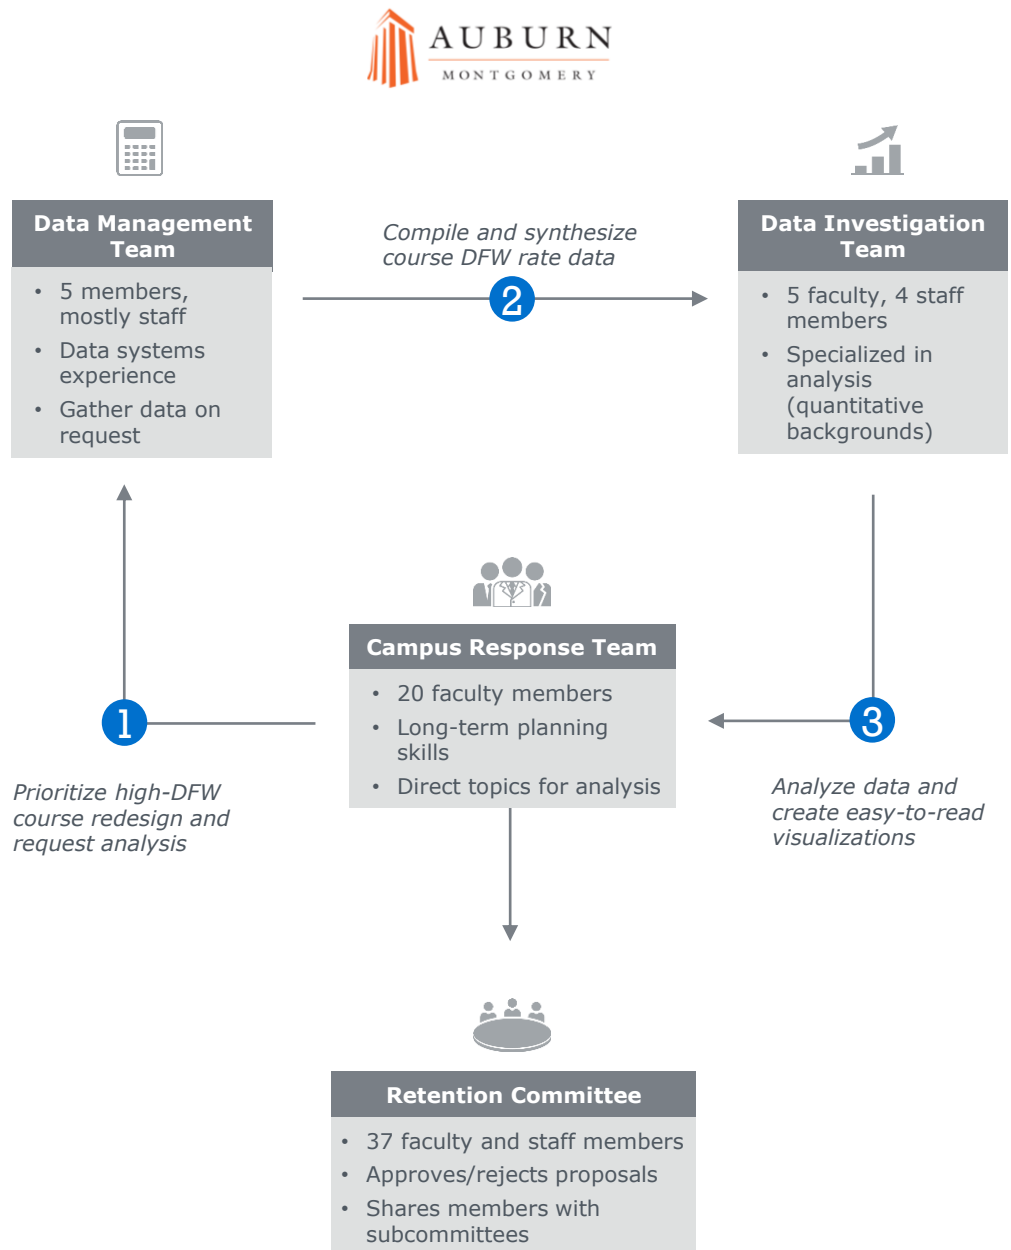 AUBURN
MONTGOMERY
Data Management
Team
• 5 members,
mostly staff
• Data systems
experience
• Gather data on
request
Compile and synthesize
course DFW rate data
2
Data Investigation
Team
• 5 faculty, 4 staff
members
• Specialized in
analysis
(quantitative
backgrounds)
Campus Response Team
• 20 faculty members
• Long-term planning
skills
• Direct topics for analysis
1
Prioritize high-DFW
course redesign and
request analysis
3
Analyze data and
create easy-to-read
visualizations
Retention Committee
• 37 faculty and staff members
• Approves/rejects proposals
• Shares members with
subcommittees